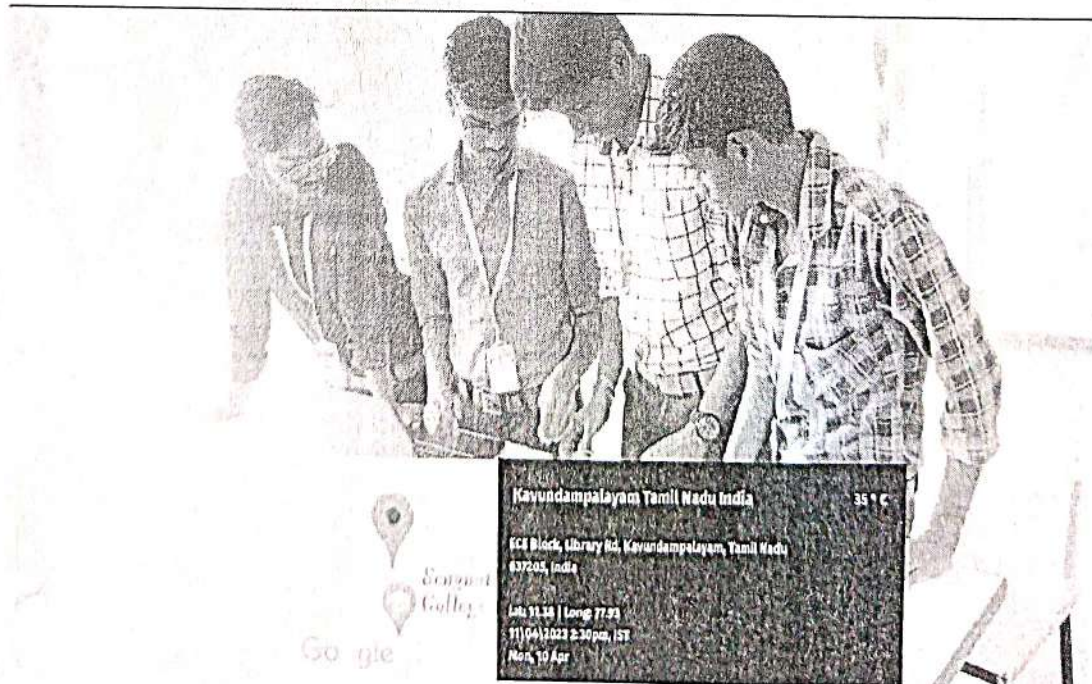 Kavundampalayam Tamil Nadu India
35 ° C
ECE Block, Library Rd, Kavundampalayam, Tamil Nadu
637205, India
Lat: 11.38 | Long: 77.93
11\04\2023 2:30pm, IST
Mon, 10 Apr
Google